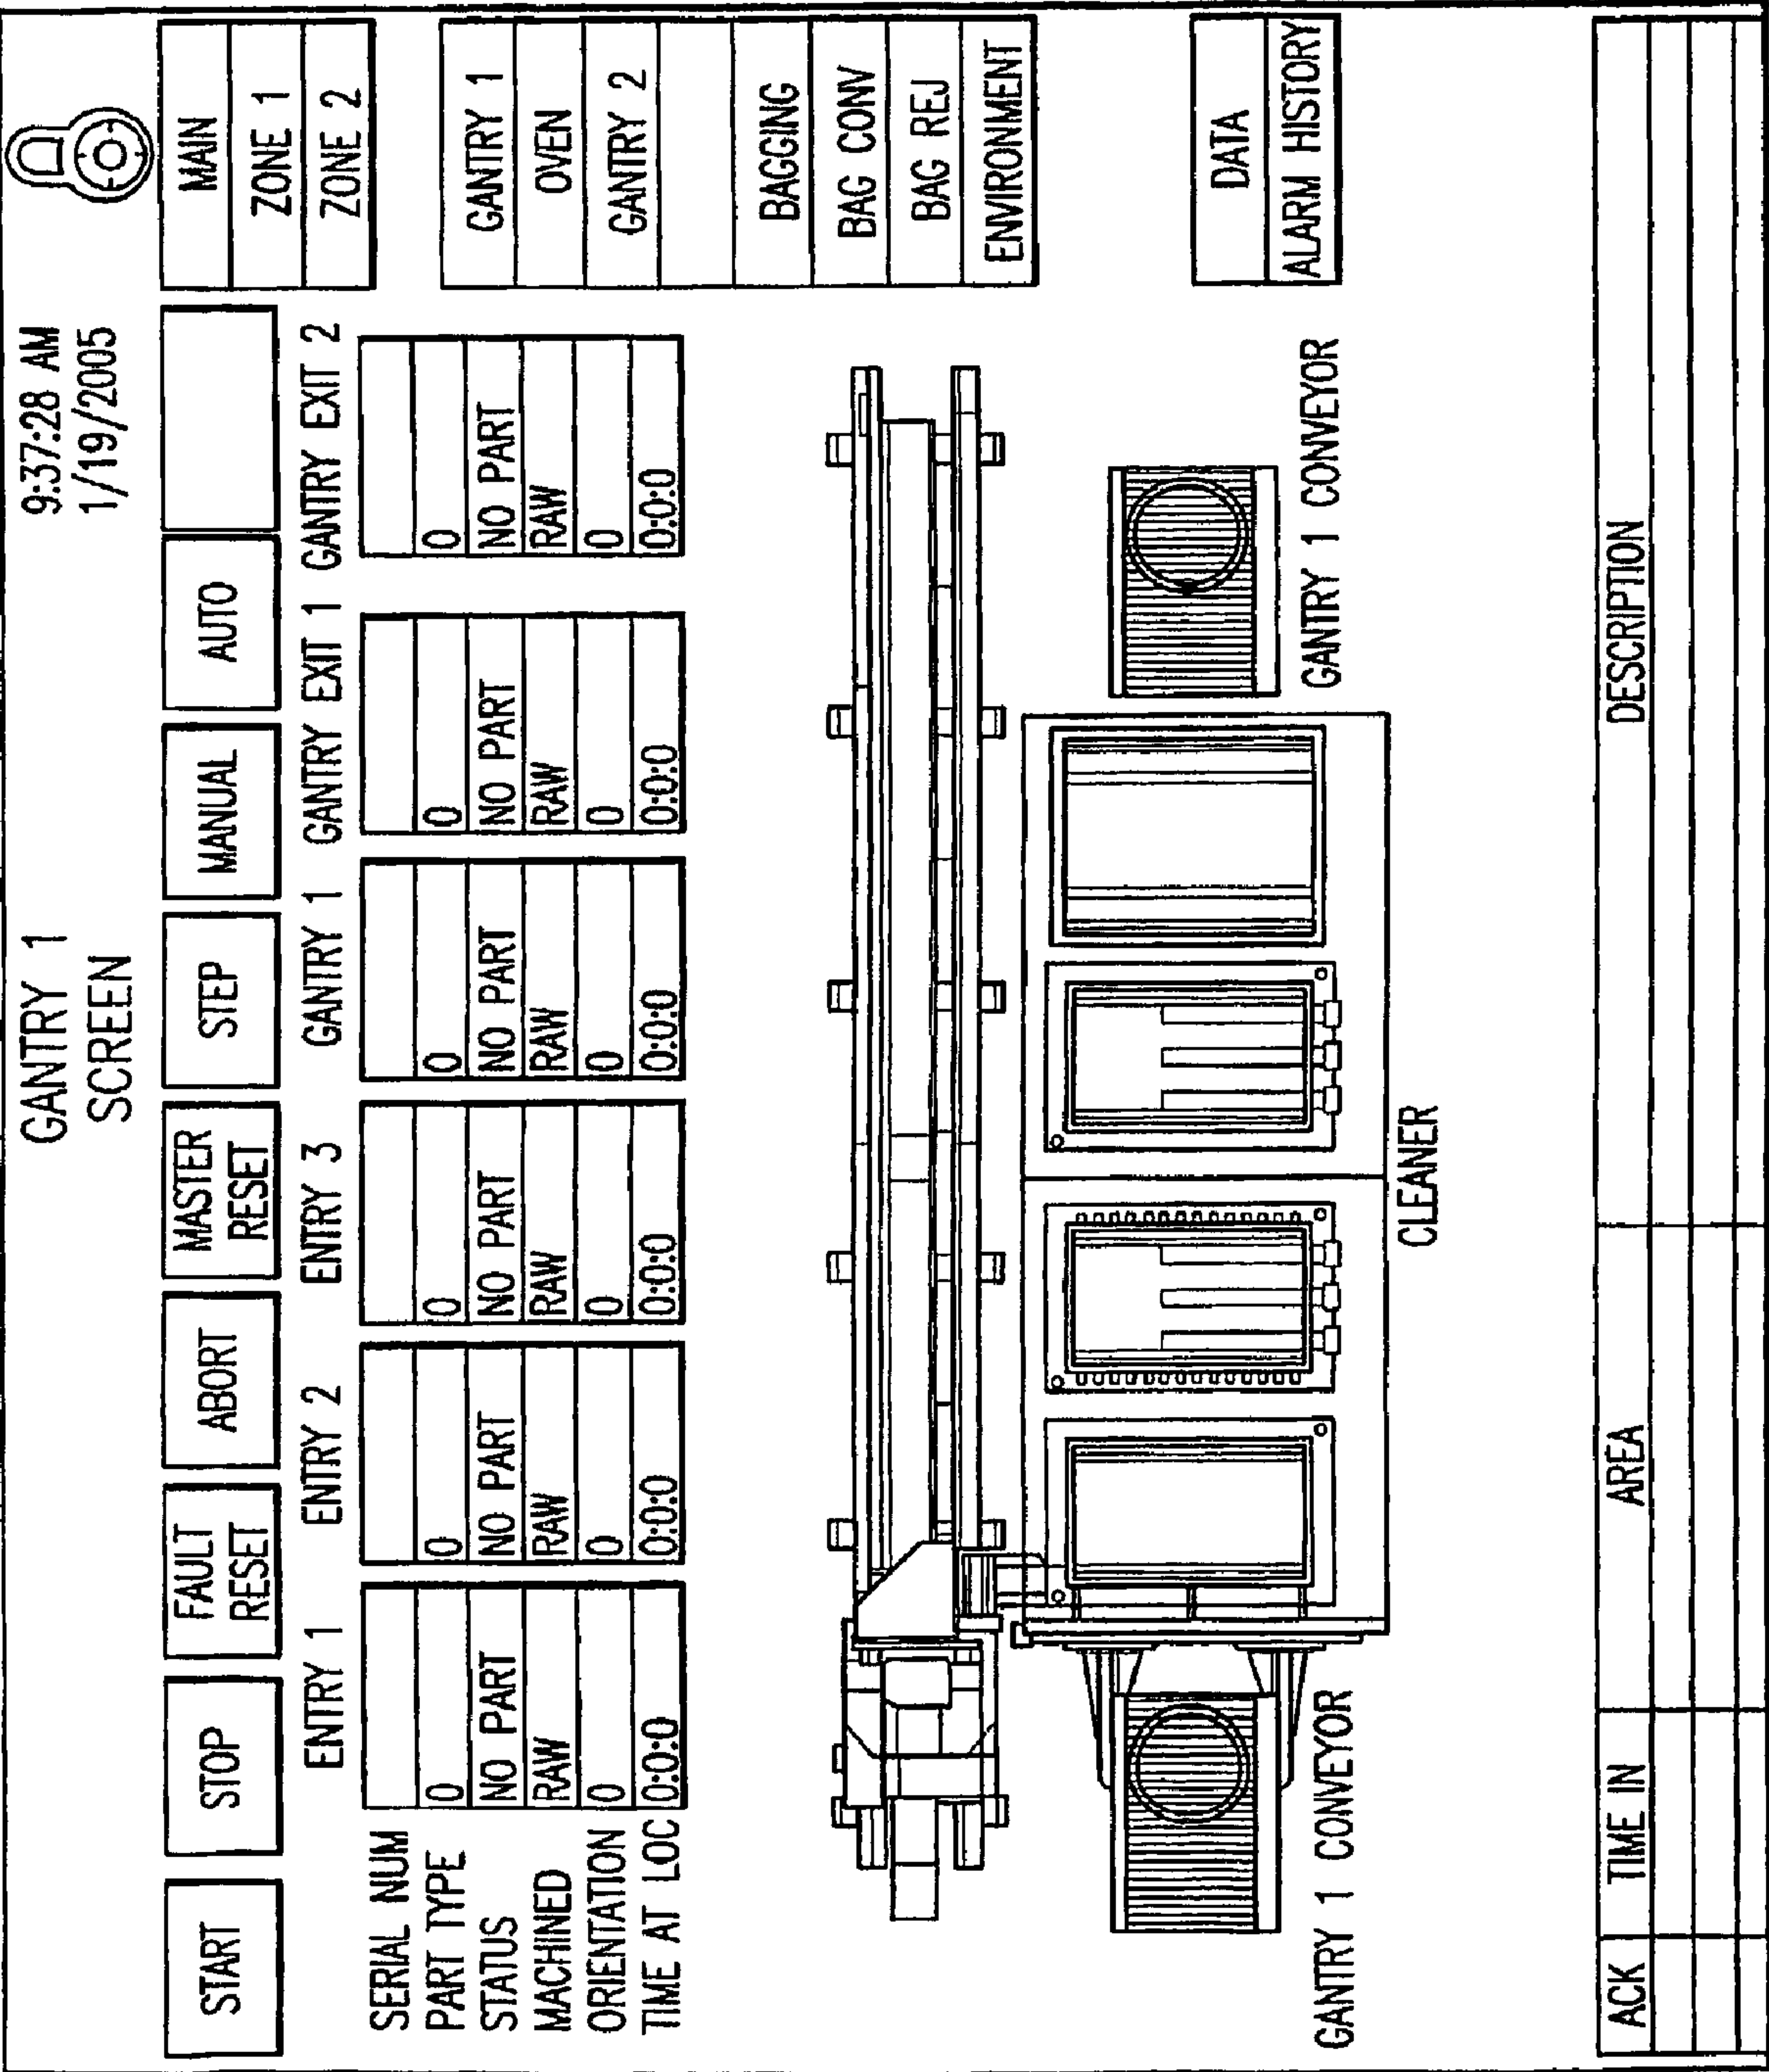 GANTRY 1
SCREEN
9:37:28 AM
1/19/2005
START
STOP
FAULT
RESET
ABORT
MASTER
RESET
STEP
MANUAL
AUTO
MAIN
ZONE 1
ZONE 2
ENTRY 1 ENTRY 2 ENTRY 3 GANTRY 1 GANTRY EXIT 1 GANTRY EXIT 2
SERIAL NUM
PART TYPE 0 0 0 0 0 0
STATUS NO PART NO PART NO PART NO PART NO PART NO PART
MACHINED RAW RAW RAW RAW RAW RAW
ORIENTATION 0 0 0 0 0 0
TIME AT LOC 0:0:0 0:0:0 0:0:0 0:0:0 0:0:0 0:0:0
GANTRY 1
OVEN
GANTRY 2
BAGGING
BAG CONV
BAG REJ
ENVIRONMENT
DATA
ALARM HISTORY
GANTRY 1 CONVEYOR
CLEANER
GANTRY 1 CONVEYOR
ACK TIME IN AREA DESCRIPTION